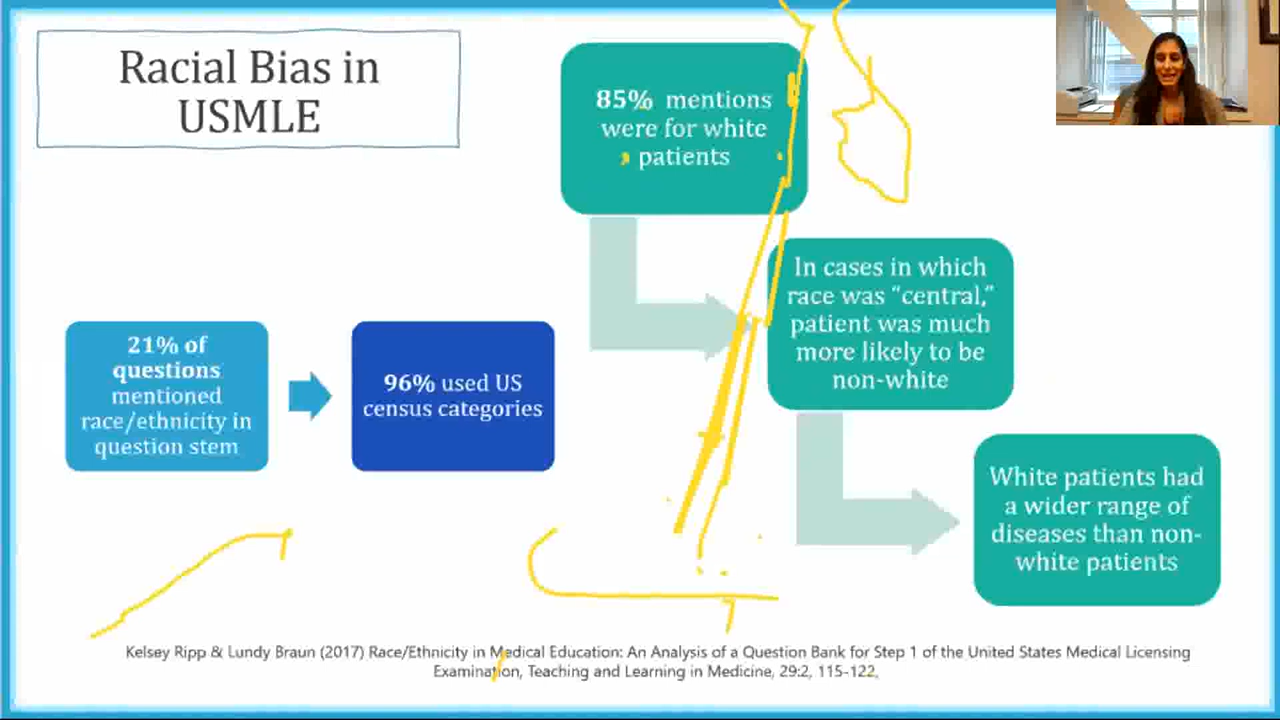 Racial Bias in
USMLE
21% of
questions
mentioned
race/ethnicity in
question stem
96% used US
census categories
85% mentions
were for white
patients
In cases in which
race was “central,”
patient was much
more likely to be
non-white
White patients had
a wider range of
diseases than non-
white patients
Kelsey Ripp & Lundy Braun (2017) Race/Ethnicity in Medical Education: An Analysis of a Question Bank for Step 1 of the United States Medical Licensing
Examination, Teaching and Learning in Medicine, 29:2, 115-122,